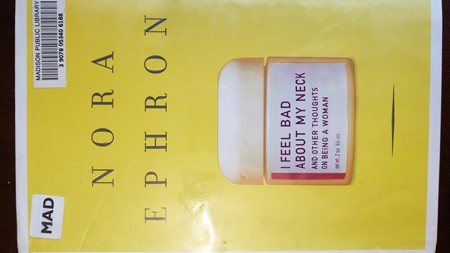 MADISON PUBLIC LIBRARY
3 9078 05340 6188
NORA
EPHRON
I FEEL BAD
ABOUT MY NECK
AND OTHER THOUGHTS
ON BEING A WOMAN
MAD